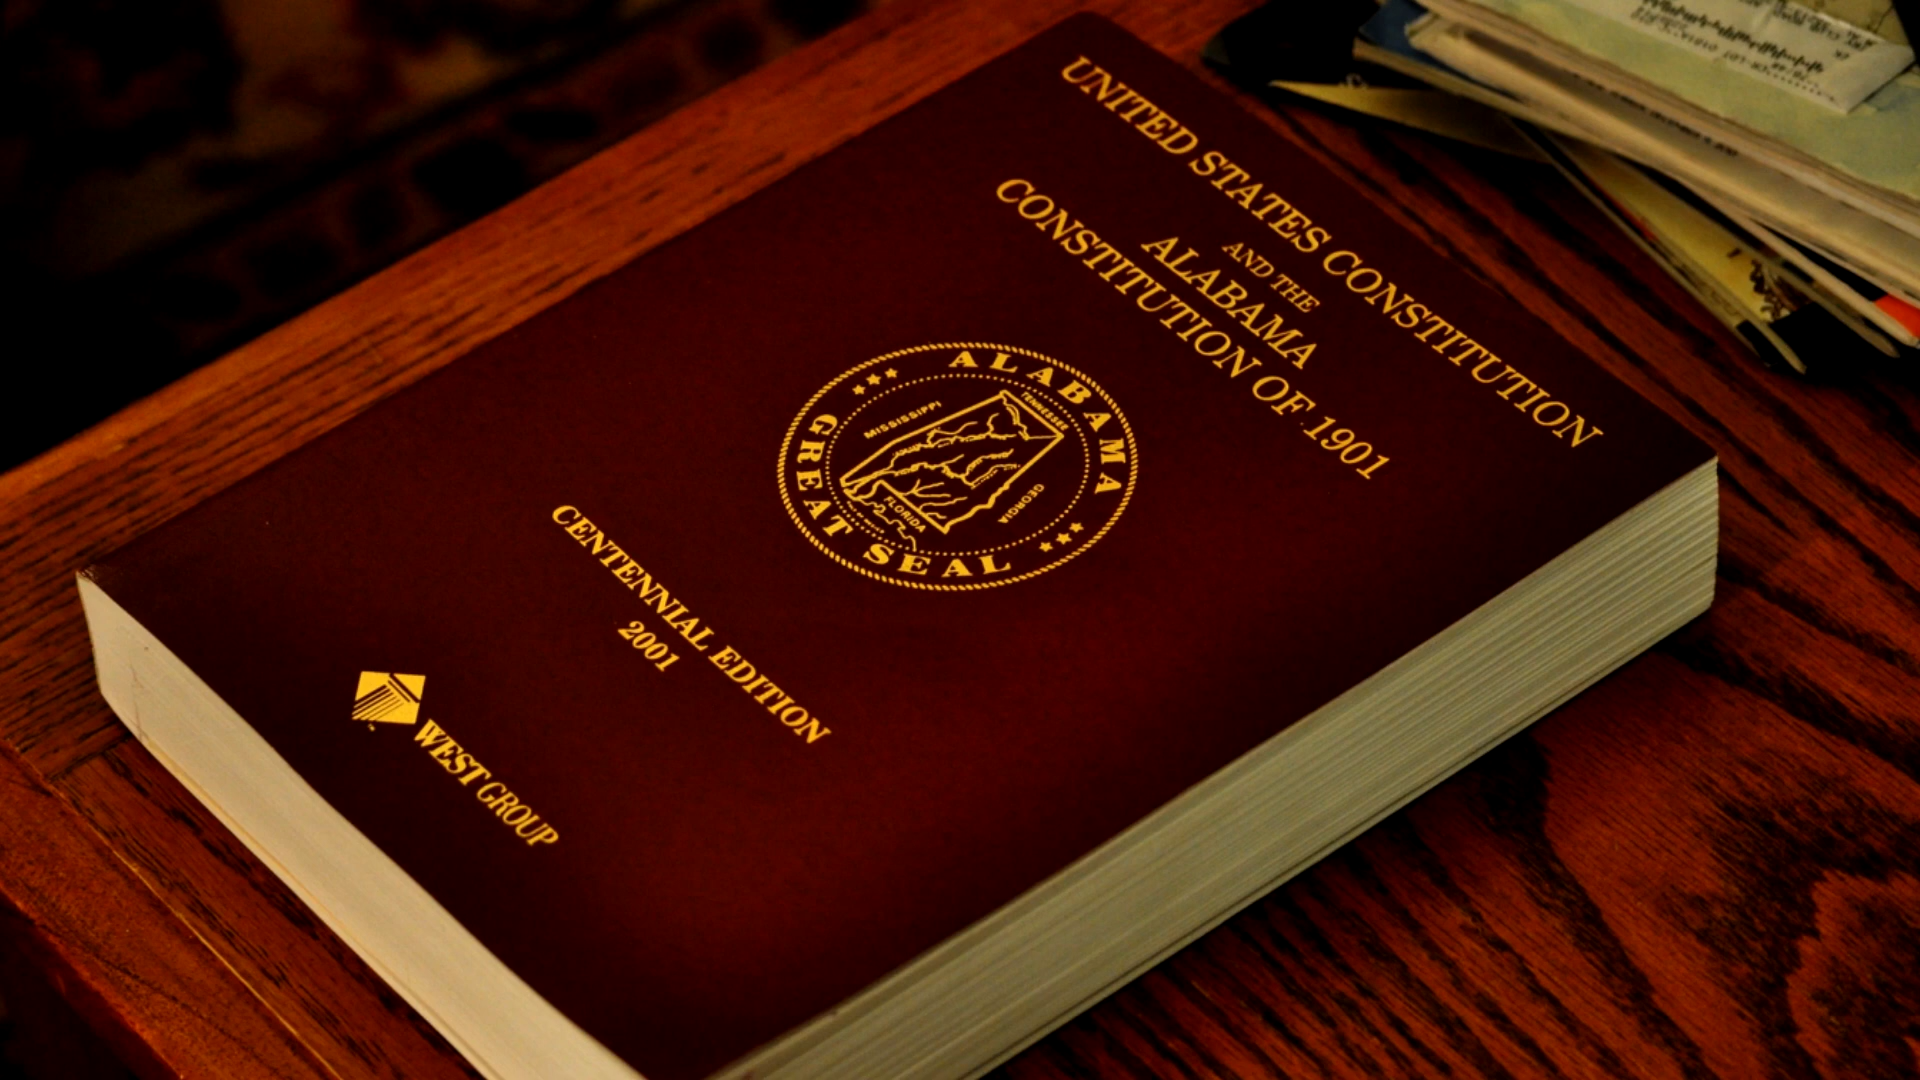 UNITED STATES CONSTITUTION
AND THE
ALABAMA
CONSTITUTION OF 1901
ALABAMA
GREAT SEAL
TENNESSEE
MISSISSIPPI
GEORGIA
FLORIDA
CENTENNIAL EDITION
2001
WEST GROUP